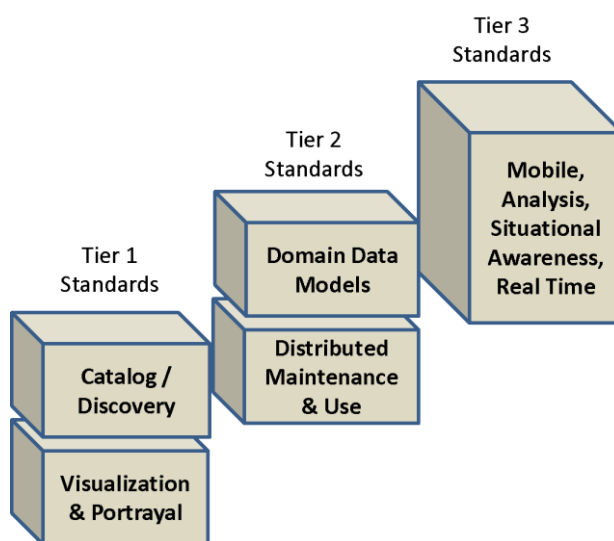 Tier 3
Standards
Mobile,
Analysis,
Situational
Awareness,
Real Time
Tier 2
Standards
Domain Data
Models
Distributed
Maintenance
& Use
Tier 1
Standards
Catalog /
Discovery
Visualization
& Portrayal